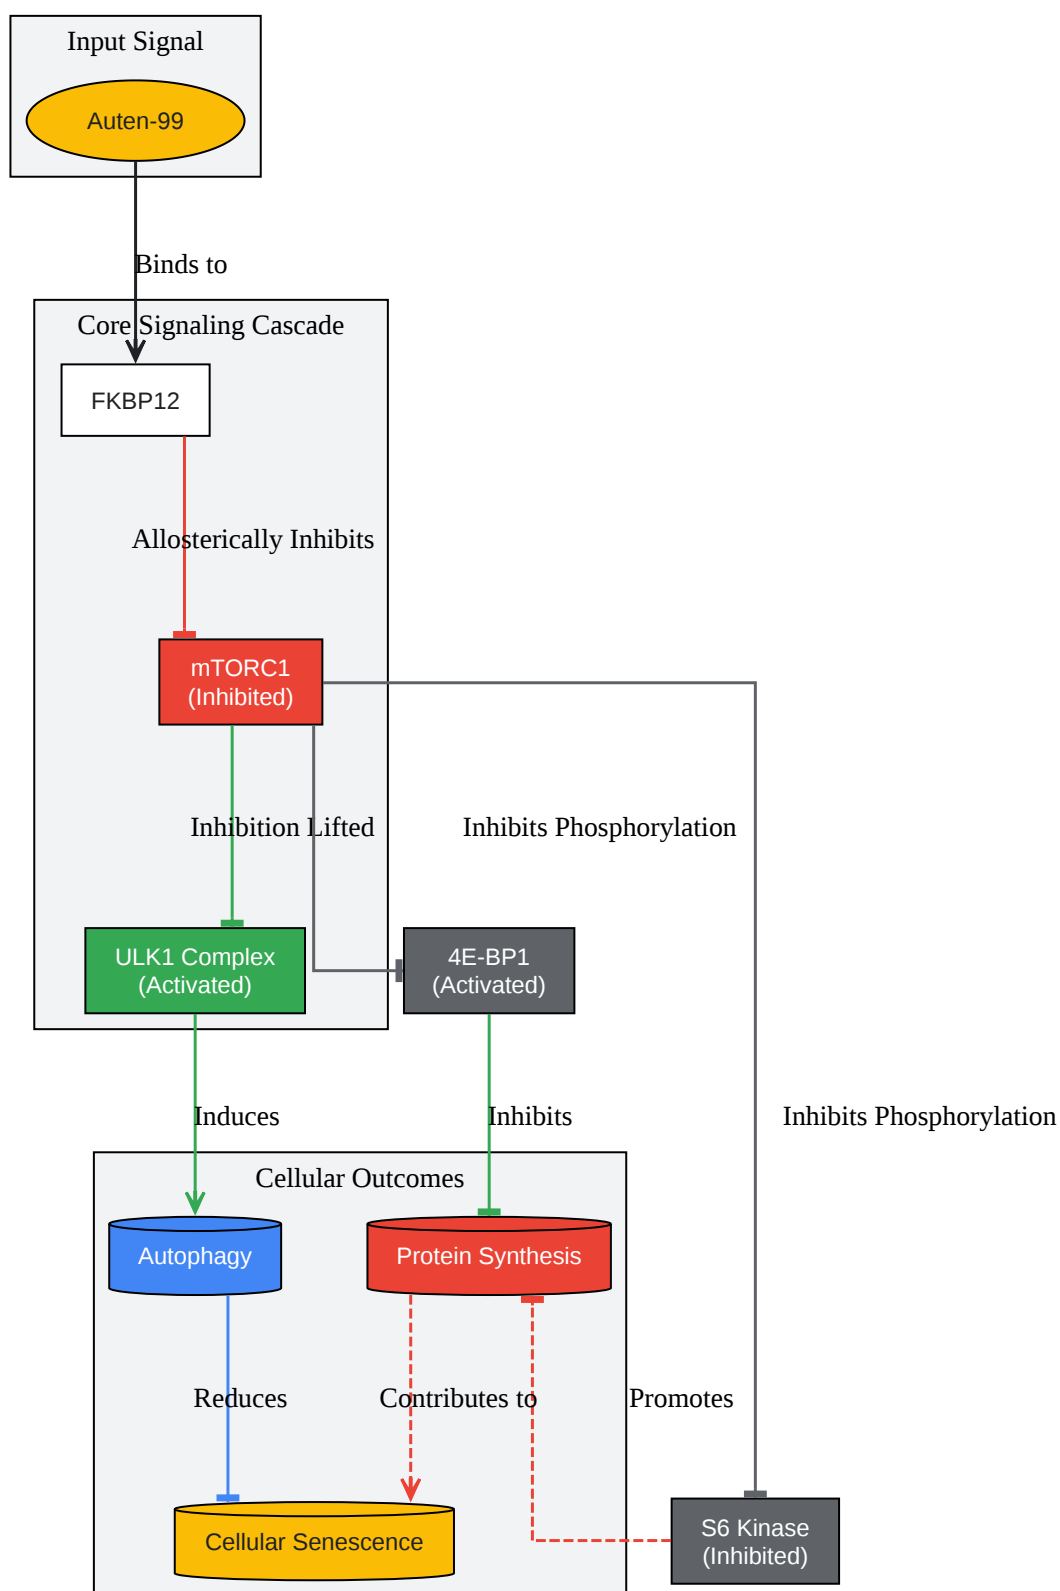 Input Signal
Auten-99
Binds to
Core Signaling Cascade
FKBP12
Allosterically Inhibits
mTORC1
(Inhibited)
Inhibition Lifted
Inhibits Phosphorylation
ULK1 Complex
(Activated)
4E-BP1
(Activated)
Induces
Inhibits
Inhibits Phosphorylation
Cellular Outcomes
Autophagy
Protein Synthesis
Reduces
Contributes to
Promotes
Cellular Senescence
S6 Kinase
(Inhibited)